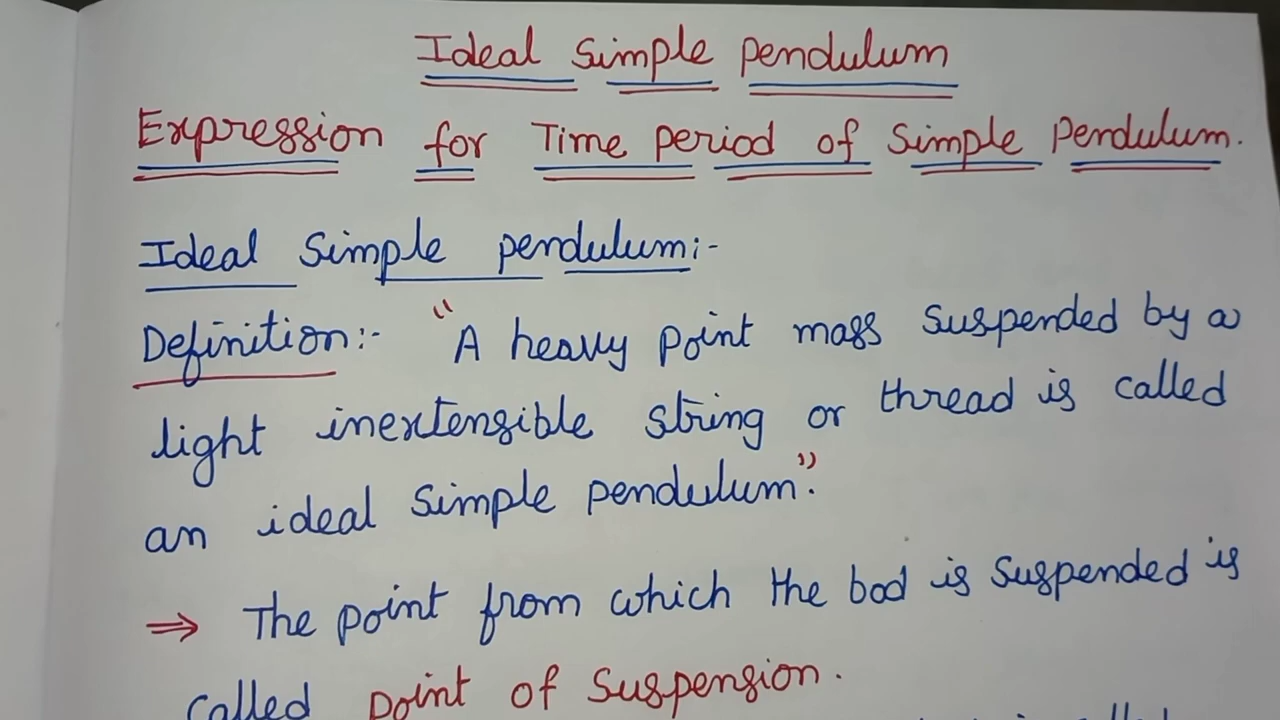 Ideal Simple pendulum
Expression for Time period of Simple Pendulum.
Ideal Simple pendulum:-
Definition:- "A heavy point mass suspended by a
light inextensible string or thread is called
an ideal simple pendulum".
⇒ The point from which the bod is suspended is
called point of suspension.